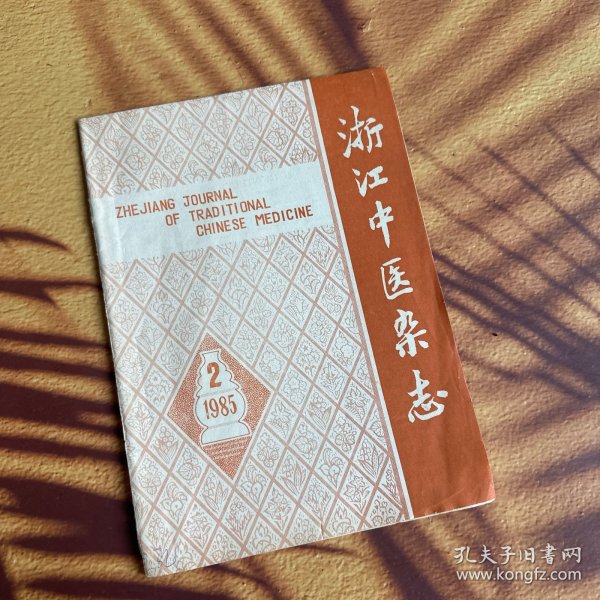 浙江中医杂志
ZHEJIANG JOURNAL
OF TRADITIONAL
CHINESE MEDICINE
2
1985
孔夫子旧書网
www.kongfz.com